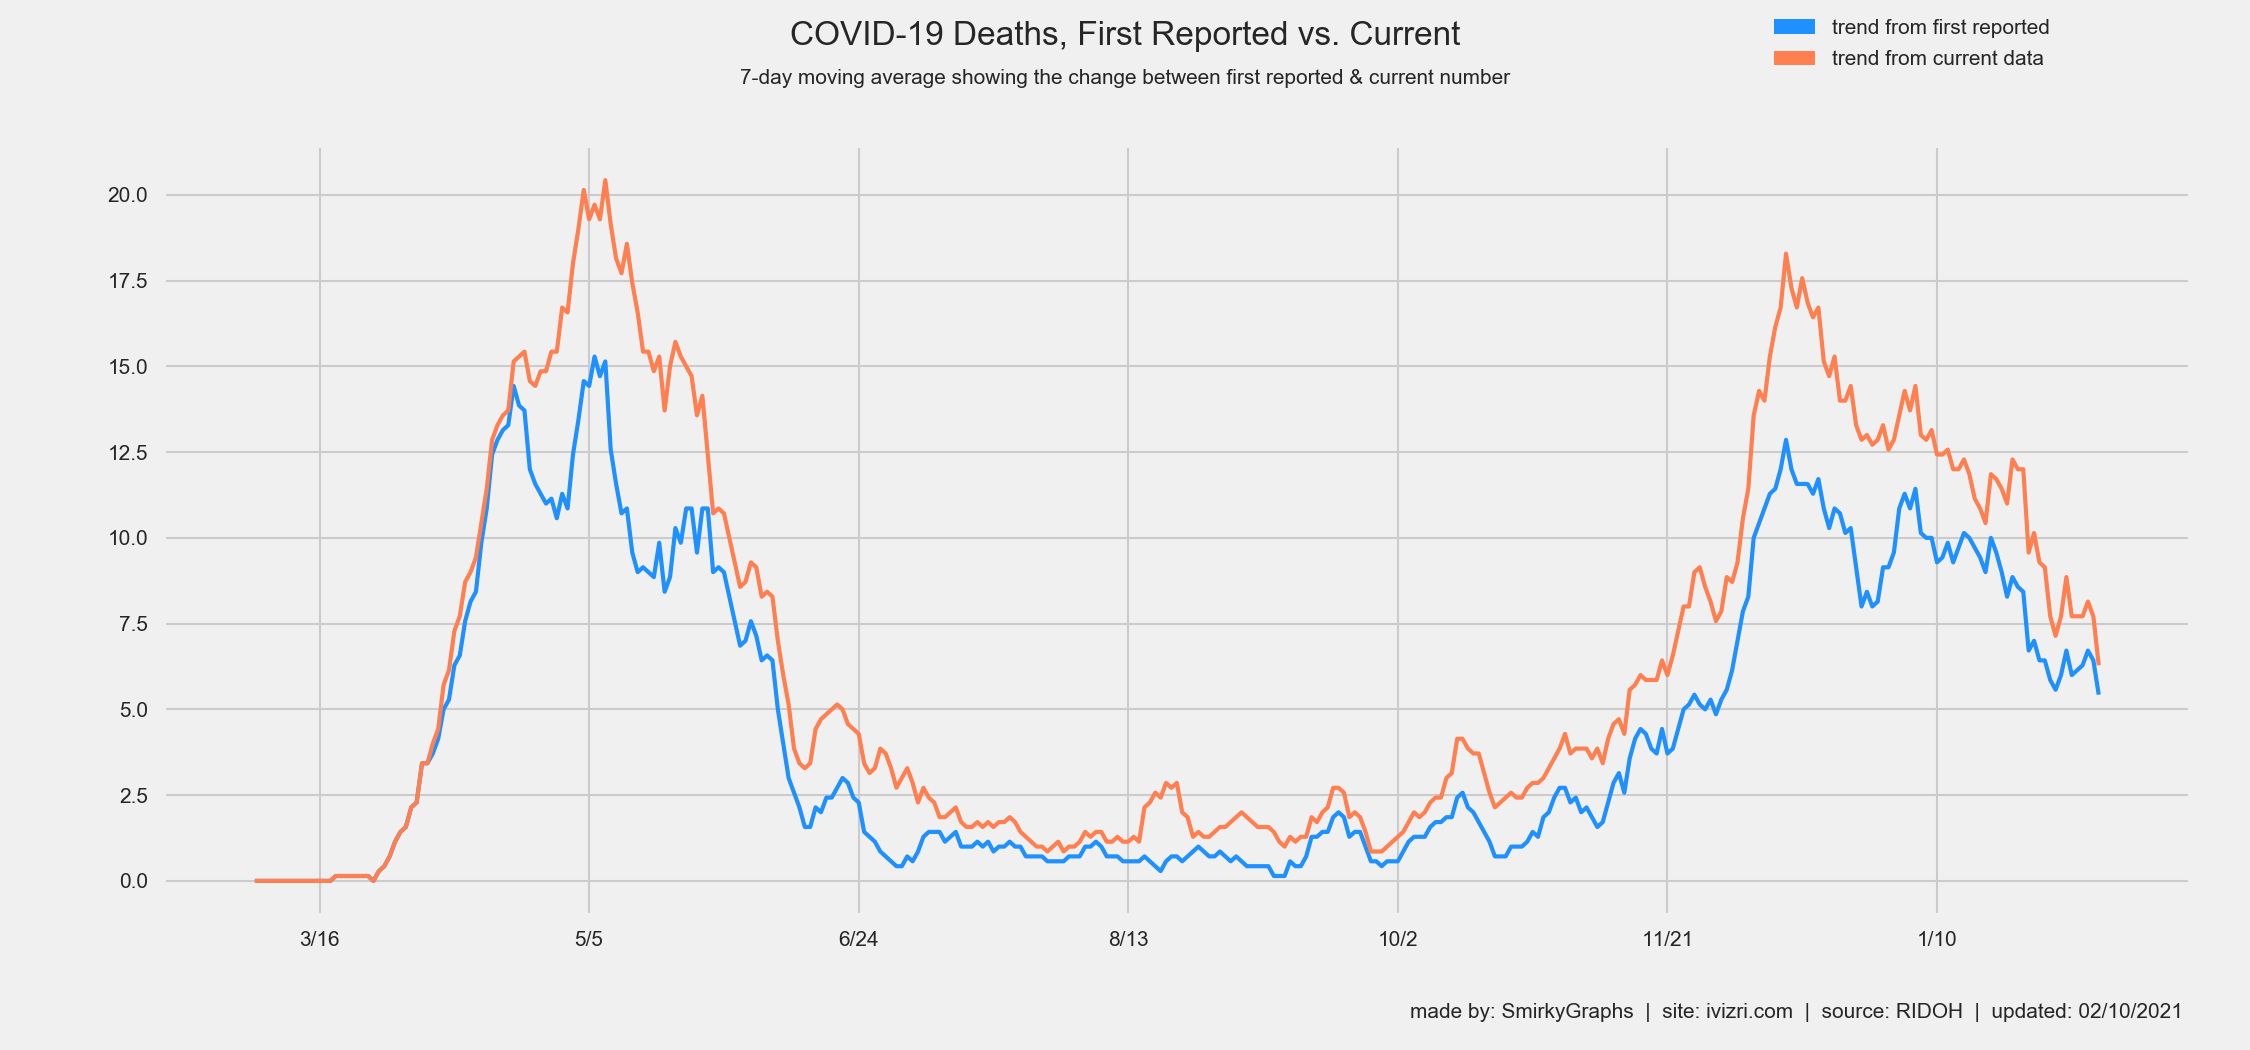 COVID-19 Deaths, First Reported vs. Current
7-day moving average showing the change between first reported & current number
trend from first reported
trend from current data
20.0
17.5
15.0
12.5
10.0
7.5
5.0
2.5
0.0
3/16 5/5 6/24 8/13 10/2 11/21 1/10
made by: SmirkyGraphs | site: ivizri.com | source: RIDOH | updated: 02/10/2021